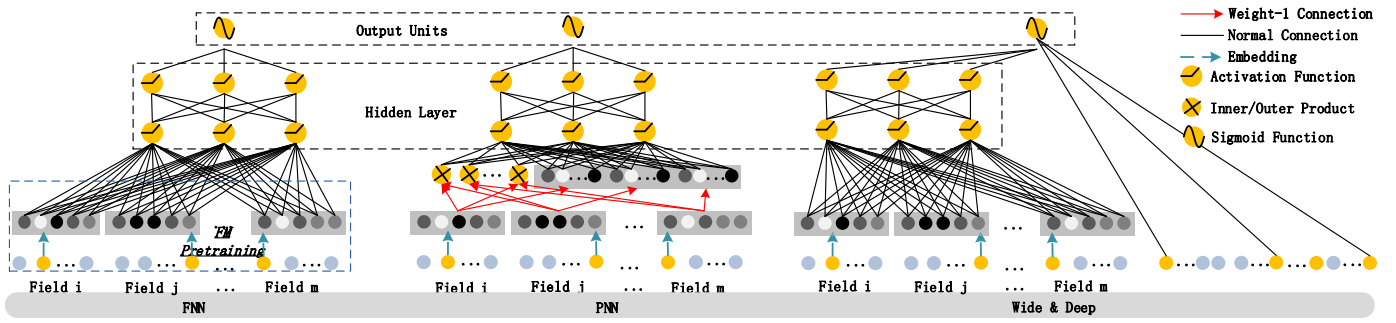 Output Units
Weight-1 Connection
Normal Connection
Embedding
Activation Function
Inner/Outer Product
Sigmoid Function
Hidden Layer
FM
Pretraining
Field i Field j ... Field m
Field i Field j ... Field m
Field i Field j ... Field m
FNN PNN Wide & Deep